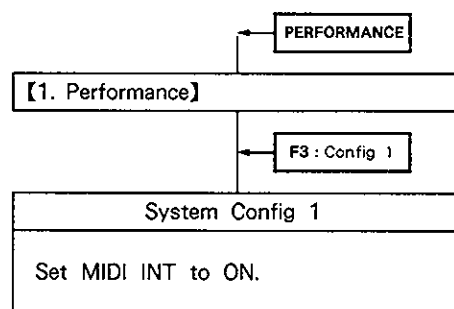 PERFORMANCE
【1. Performance】
F3 : Config 1
System Config 1
Set MIDI INT to ON.